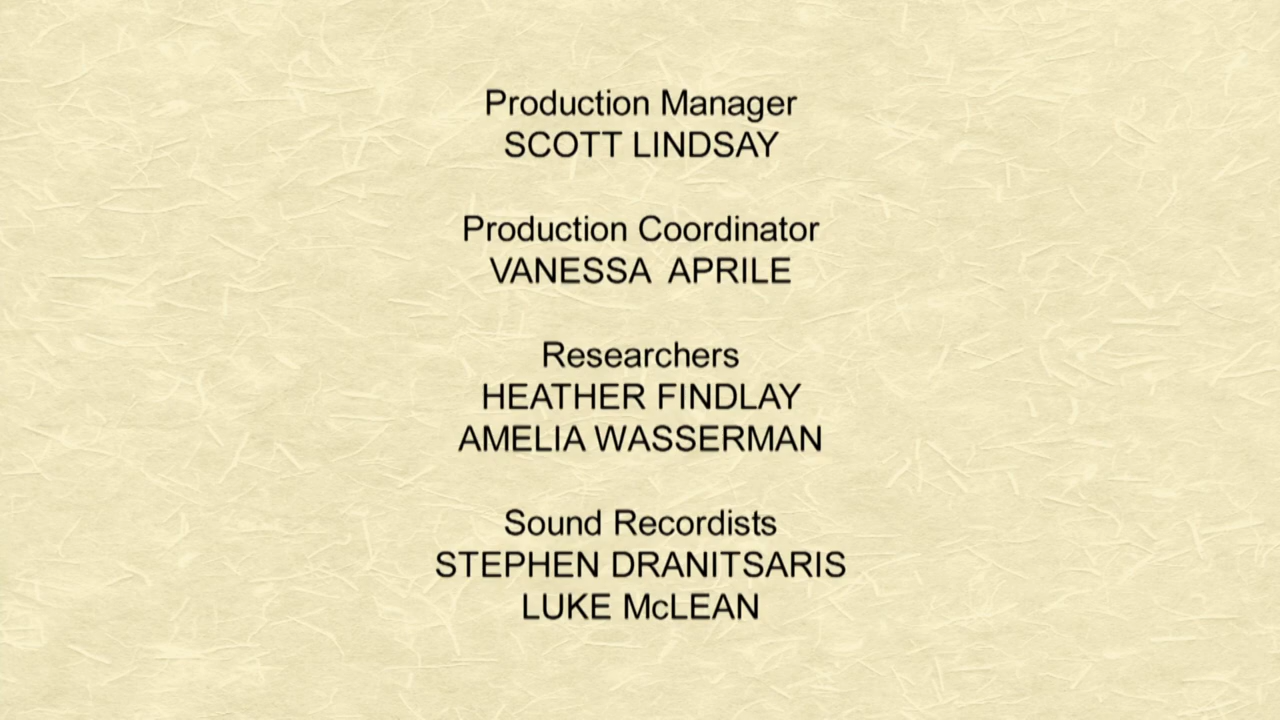 Production Manager
SCOTT LINDSAY
Production Coordinator
VANESSA  APRILE
Researchers
HEATHER FINDLAY
AMELIA WASSERMAN
Sound Recordists
STEPHEN DRANITSARIS
LUKE McLEAN